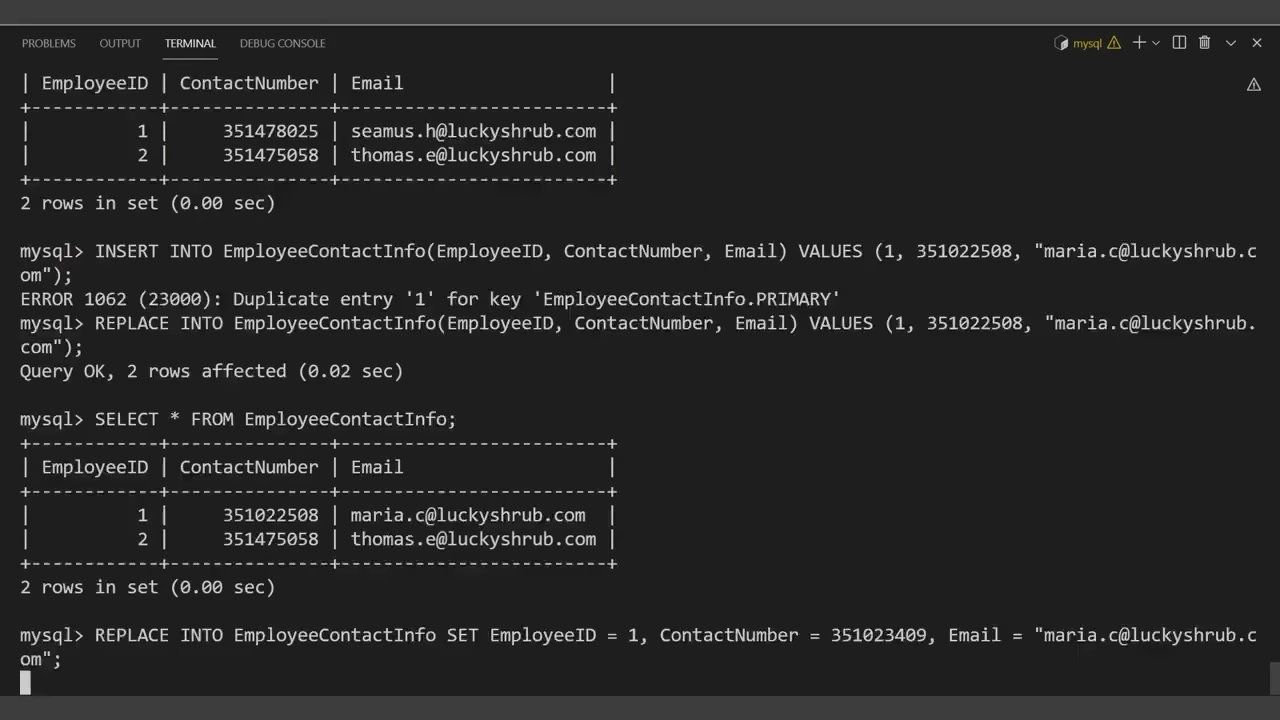 PROBLEMS OUTPUT TERMINAL DEBUG CONSOLE mysql
| EmployeeID | ContactNumber | Email                   |
+------------+---------------+-------------------------+
|          1 |     351478025 | seamus.h@luckyshrub.com |
|          2 |     351475058 | thomas.e@luckyshrub.com |
+------------+---------------+-------------------------+
2 rows in set (0.00 sec)
mysql> INSERT INTO EmployeeContactInfo(EmployeeID, ContactNumber, Email) VALUES (1, 351022508, "maria.c@luckyshrub.c
om");
ERROR 1062 (23000): Duplicate entry '1' for key 'EmployeeContactInfo.PRIMARY'
mysql> REPLACE INTO EmployeeContactInfo(EmployeeID, ContactNumber, Email) VALUES (1, 351022508, "maria.c@luckyshrub.
com");
Query OK, 2 rows affected (0.02 sec)
mysql> SELECT * FROM EmployeeContactInfo;
+------------+---------------+-------------------------+
| EmployeeID | ContactNumber | Email                   |
+------------+---------------+-------------------------+
|          1 |     351022508 | maria.c@luckyshrub.com  |
|          2 |     351475058 | thomas.e@luckyshrub.com |
+------------+---------------+-------------------------+
2 rows in set (0.00 sec)
mysql> REPLACE INTO EmployeeContactInfo SET EmployeeID = 1, ContactNumber = 351023409, Email = "maria.c@luckyshrub.c
om";